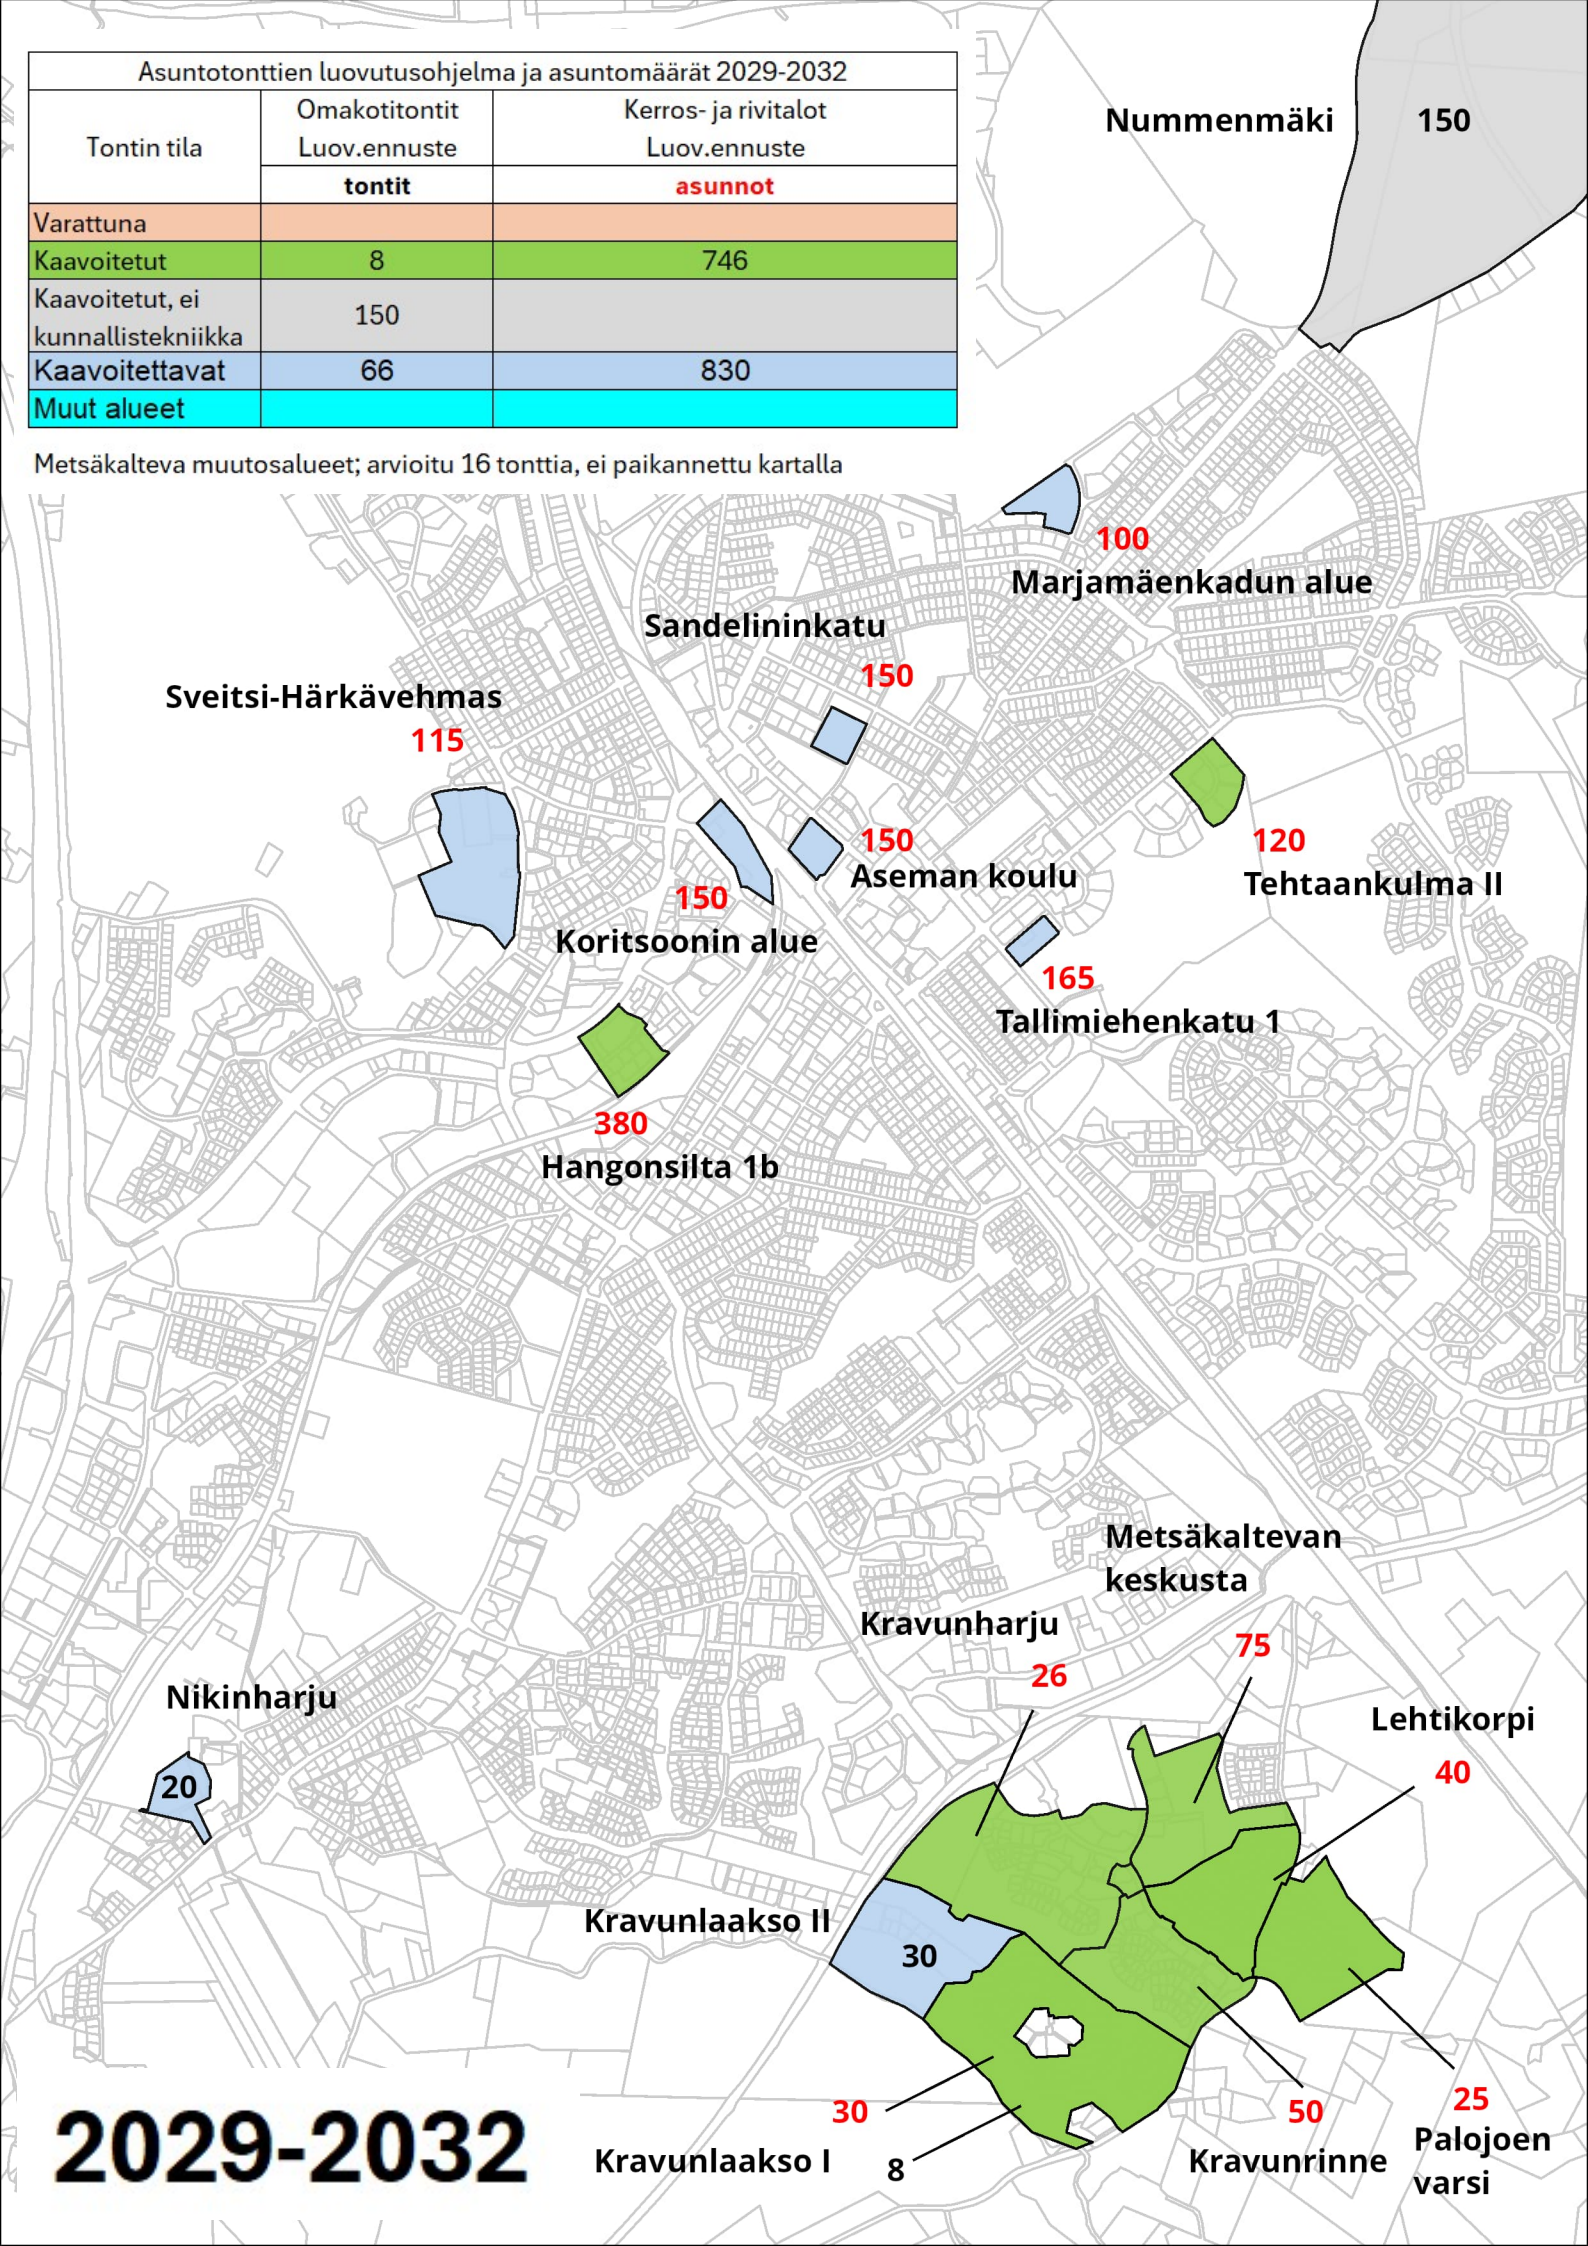 Asuntotonttien luovutusohjelma ja asuntomäärät 2029-2032
Tontin tila
Omakotitontit
Luov.ennuste
Kerros- ja rivitalot
Luov.ennuste
tontit
asunnot
Varattuna
Kaavoitetut 8 746
Kaavoitetut, ei
kunnallistekniikka
150
Kaavoitettavat 66 830
Muut alueet
Metsäkalteva muutosalueet; arvioitu 16 tonttia, ei paikannettu kartalla
Nummenmäki 150
100
Marjamäenkadun alue
Sandelininkatu
150
Sveitsi-Härkävehmas
115
150
Aseman koulu
120
Tehtaankulma II
150
Koritsoonin alue
165
Tallimiehenkatu 1
380
Hangonsilta 1b
Metsäkaltevan
keskusta
75
Kravunharju
26
Nikinharju
20
Lehtikorpi
40
Kravunlaakso II
30
30
Kravunlaakso I
8
50
Kravunrinne
25
Palojoen
varsi
2029-2032